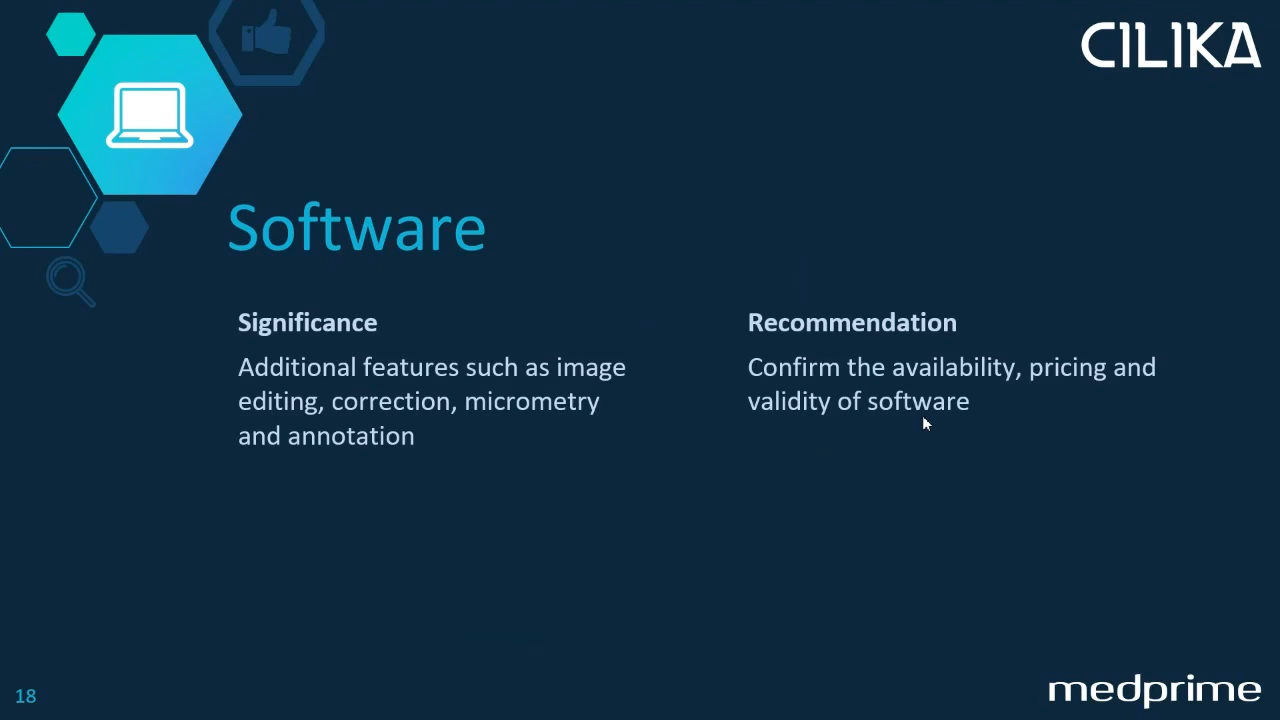 CILIKA
Software
Significance
Additional features such as image
editing, correction, micrometry
and annotation
Recommendation
Confirm the availability, pricing and
validity of software
18
medprime